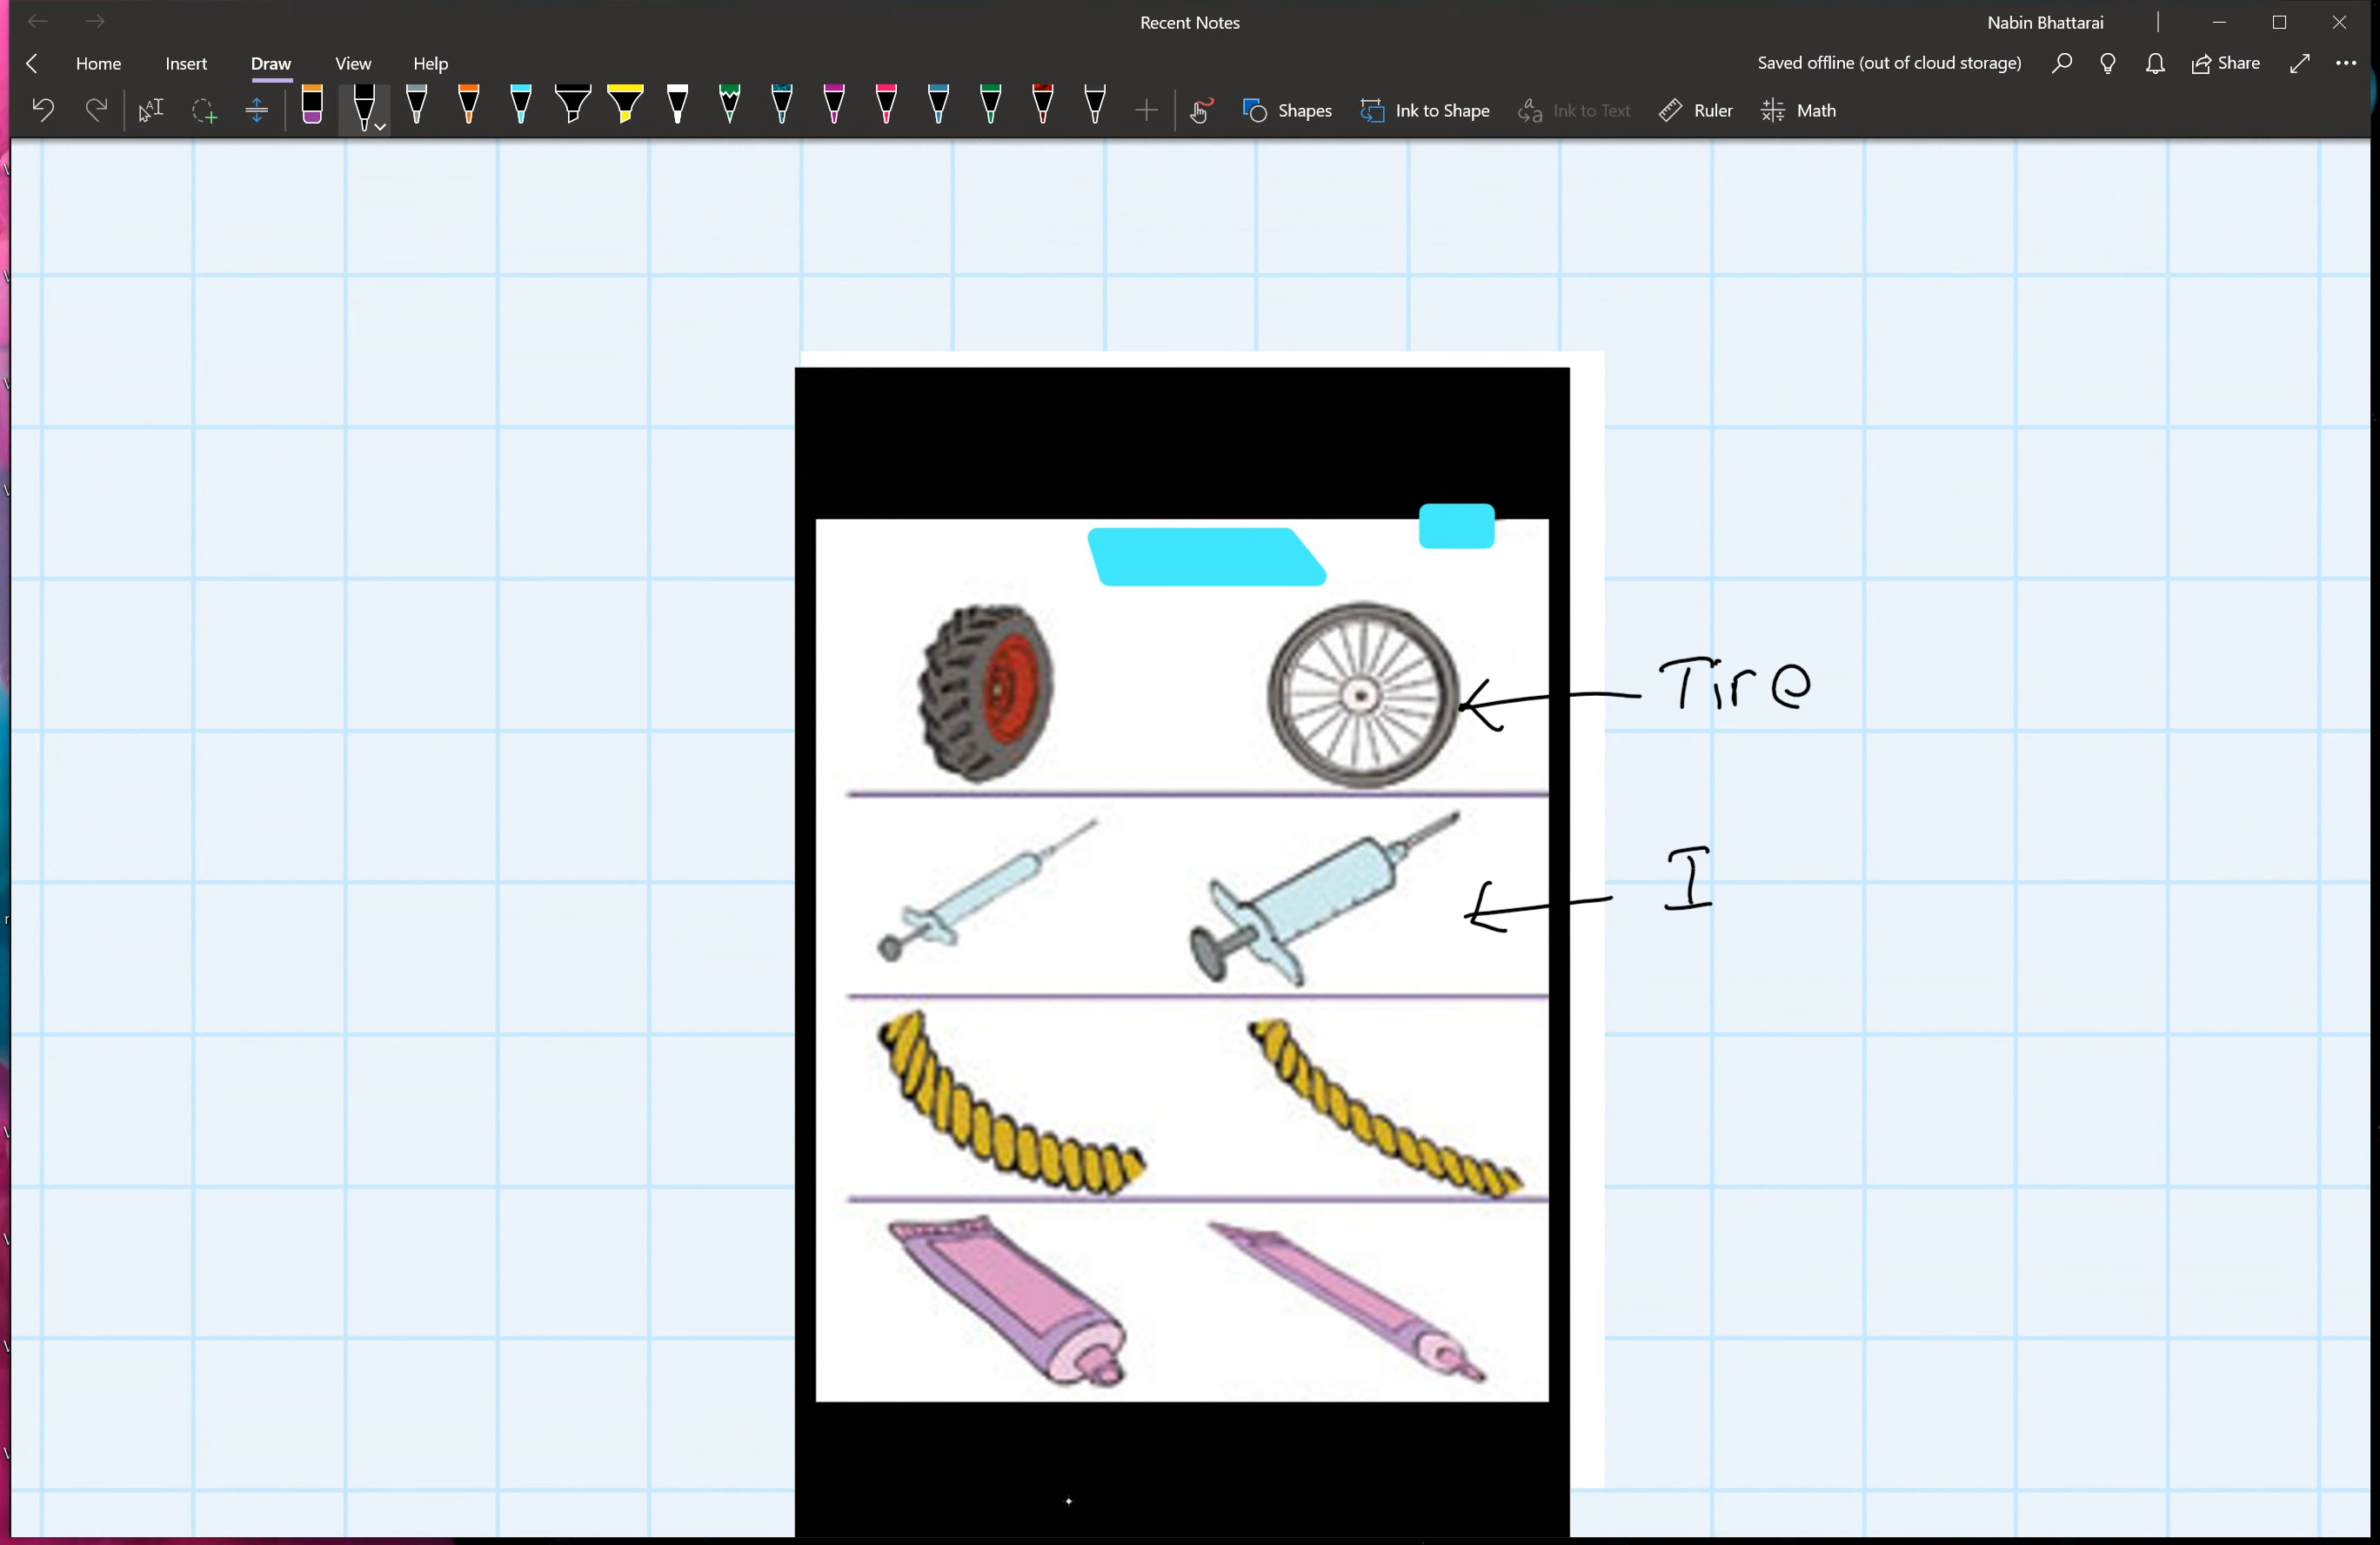 Recent Notes
Nabin Bhattarai
Home Insert Draw View Help
Saved offline (out of cloud storage)
Share
Shapes Ink to Shape Ink to Text Ruler Math
Tire
I